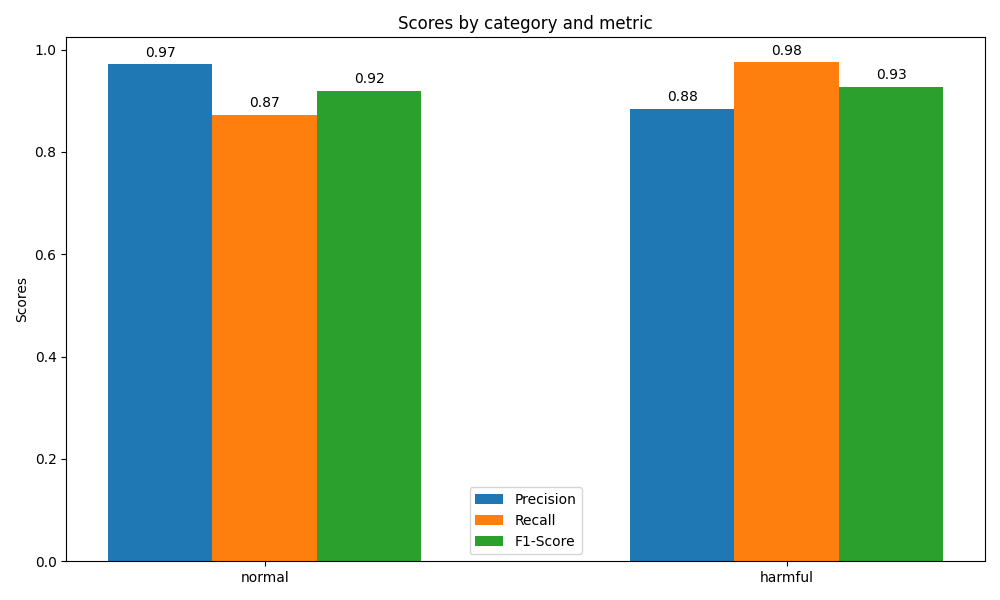 Scores by category and metric
1.0
0.8
0.6
0.4
0.2
0.0
Scores
0.97
0.87
0.92
0.88
0.98
0.93
Precision
Recall
F1-Score
normal
harmful